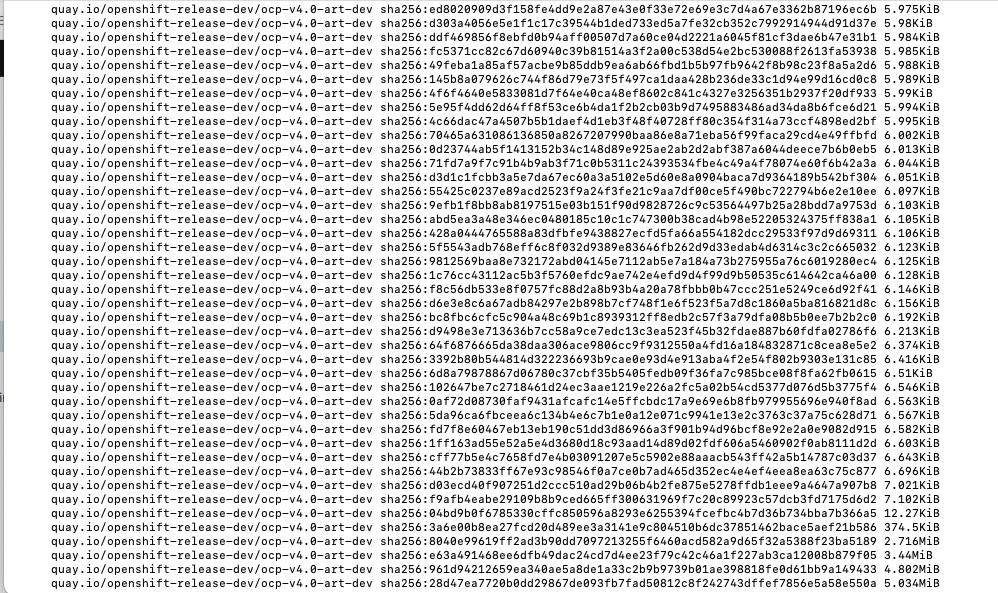 quay.io/openshift-release-dev/ocp-v4.0-art-dev sha256:ed8020909d3f158fe4dd9e2a87e43e0f33e72e69e3c7d4a67e3362b87196ec6b 5.975KiB
quay.io/openshift-release-dev/ocp-v4.0-art-dev sha256:d303a4056e5e1f1c17c39544b1ded733ed5a7fe32cb352c7992914944d91d37e 5.98KiB
quay.io/openshift-release-dev/ocp-v4.0-art-dev sha256:ddf469856f8ebfd0b94aff00507d7a60ce04d2221a6045f81cf3dae6b47e31b1 5.984KiB
quay.io/openshift-release-dev/ocp-v4.0-art-dev sha256:fc5371cc82c67d60940c39b81514a3f2a00c538d54e2bc530088f2613fa53938 5.985KiB
quay.io/openshift-release-dev/ocp-v4.0-art-dev sha256:49feba1a85af57acbe9b85ddb9ea6ab66fbd1b5b97fb9642f8b98c23f8a5a2d6 5.988KiB
quay.io/openshift-release-dev/ocp-v4.0-art-dev sha256:145b8a079626c744f86d79e73f5f497ca1daa428b236de33c1d94e99d16cd0c8 5.989KiB
quay.io/openshift-release-dev/ocp-v4.0-art-dev sha256:4f6f4640e5833081d7f64e40ca48ef8602c841c4327e3256351b2937f20df933 5.99KiB
quay.io/openshift-release-dev/ocp-v4.0-art-dev sha256:5e95f4dd62d64ff8f53ce6b4da1f2b2cb03b9d7495883486ad34da8b6fce6d21 5.994KiB
quay.io/openshift-release-dev/ocp-v4.0-art-dev sha256:4c66dac47a4507b5b1daef4d1eb3f48f40728ff80c354f314a73ccf4898ed2bf 5.995KiB
quay.io/openshift-release-dev/ocp-v4.0-art-dev sha256:70465a631086136850a8267207990baa86e8a71eba56f99faca29cd4e49ffbfd 6.002KiB
quay.io/openshift-release-dev/ocp-v4.0-art-dev sha256:0d23744ab5f1413152b34c148d89e925ae2ab2d2abf387a6044deece7b6b0eb5 6.013KiB
quay.io/openshift-release-dev/ocp-v4.0-art-dev sha256:71fd7a9f7c91b4b9ab3f71c0b5311c24393534fbe4c49a4f78074e60f6b42a3a 6.044KiB
quay.io/openshift-release-dev/ocp-v4.0-art-dev sha256:d3d1c1fcbb3a5e7da67ec60a3a5102e5d60e8a0904baca7d9364189b542bf304 6.051KiB
quay.io/openshift-release-dev/ocp-v4.0-art-dev sha256:55425c0237e89acd2523f9a24f3fe21c9aa7df00ce5f490bc722794b6e2e10ee 6.097KiB
quay.io/openshift-release-dev/ocp-v4.0-art-dev sha256:9efb1f8bb8ab8197515e03b151f90d9828726c9c53564497b25a28bdd7a9753d 6.103KiB
quay.io/openshift-release-dev/ocp-v4.0-art-dev sha256:abd5ea3a48e346ec0480185c10c1c747300b38cad4b98e52205324375ff838a1 6.105KiB
quay.io/openshift-release-dev/ocp-v4.0-art-dev sha256:428a0444765588a83dfbfe9438827ecfd5fa66a554182dcc29533f97d9d69311 6.106KiB
quay.io/openshift-release-dev/ocp-v4.0-art-dev sha256:5f5543adb768eff6c8f032d9389e83646fb262d9d33edab4d6314c3c2c665032 6.123KiB
quay.io/openshift-release-dev/ocp-v4.0-art-dev sha256:9812569baa8e732172abd04145e7112ab5e7a184a73b275955a76c6019280ec4 6.125KiB
quay.io/openshift-release-dev/ocp-v4.0-art-dev sha256:1c76cc43112ac5b3f5760efdc9ae742e4efd9d4f99d9b50535c614642ca46a00 6.128KiB
quay.io/openshift-release-dev/ocp-v4.0-art-dev sha256:f8c56db533e8f0757fc88d2a8b93b4a20a78fbbb0b47ccc251e5249ce6d92f41 6.146KiB
quay.io/openshift-release-dev/ocp-v4.0-art-dev sha256:d6e3e8c6a67adb84297e2b898b7cf748f1e6f523f5a7d8c1860a5ba816821d8c 6.156KiB
quay.io/openshift-release-dev/ocp-v4.0-art-dev sha256:bc8fbc6cfc5c904a48c69b1c8939312ff8edb2c57f3a79dfa08b5b0ee7b2b2c0 6.192KiB
quay.io/openshift-release-dev/ocp-v4.0-art-dev sha256:d9498e3e713636b7cc58a9ce7edc13c3ea523f45b32fdae887b60fdfa02786f6 6.213KiB
quay.io/openshift-release-dev/ocp-v4.0-art-dev sha256:64f6876665da38daa306ace9806cc9f9312550a4fd16a184832871c8cea8e5e2 6.374KiB
quay.io/openshift-release-dev/ocp-v4.0-art-dev sha256:3392b80b544814d322236693b9cae0e93d4e913aba4f2e54f802b9303e131c85 6.416KiB
quay.io/openshift-release-dev/ocp-v4.0-art-dev sha256:6d8a79878867d06780c37cbf35b5405fedb09f36fa7c985bce08f8fa62fb0615 6.51KiB
quay.io/openshift-release-dev/ocp-v4.0-art-dev sha256:102647be7c2718461d24ec3aae1219e226a2fc5a02b54cd5377d076d5b3775f4 6.546KiB
quay.io/openshift-release-dev/ocp-v4.0-art-dev sha256:0af72d08730faf9431afcafc14e5ffcbdc17a9e69e6b8fb979955696e940f8ad 6.563KiB
quay.io/openshift-release-dev/ocp-v4.0-art-dev sha256:5da96ca6fbceea6c134b4e6c7b1e0a12e071c9941e13e2c3763c37a75c628d71 6.567KiB
quay.io/openshift-release-dev/ocp-v4.0-art-dev sha256:fd7f8e60467eb13eb190c51dd3d86966a3f901b94d96bcf8e92e2a0e9082d915 6.582KiB
quay.io/openshift-release-dev/ocp-v4.0-art-dev sha256:1ff163ad55e52a5e4d3680d18c93aad14d89d02fdf606a5460902f0ab8111d2d 6.603KiB
quay.io/openshift-release-dev/ocp-v4.0-art-dev sha256:cff77b5e4c7658fd7e4b03091207e5c5902e88aaacb543ff42a5b14787c03d37 6.643KiB
quay.io/openshift-release-dev/ocp-v4.0-art-dev sha256:44b2b73833ff67e93c98546f0a7ce0b7ad465d352ec4e4ef4eea8ea63c75c877 6.696KiB
quay.io/openshift-release-dev/ocp-v4.0-art-dev sha256:d03ecd40f907251d2ccc510ad29b06b4b2fe875e5278ffdb1eee9a4647a907b8 7.021KiB
quay.io/openshift-release-dev/ocp-v4.0-art-dev sha256:f9afb4eabe29109b8b9ced665ff300631969f7c20c89923c57dcb3fd7175d6d2 7.102KiB
quay.io/openshift-release-dev/ocp-v4.0-art-dev sha256:04bd9b0f6785330cffc850596a8293e6255394fcefbc4b7d36b734bba7b366a5 12.27KiB
quay.io/openshift-release-dev/ocp-v4.0-art-dev sha256:3a6e00b8ea27fcd20d489ee3a3141e9c804510b6dc37851462bace5aef21b586 374.5KiB
quay.io/openshift-release-dev/ocp-v4.0-art-dev sha256:8040e99619ff2ad3b90dd7097213255f6460acd582a9d65f32a5388f23ba5189 2.716MiB
quay.io/openshift-release-dev/ocp-v4.0-art-dev sha256:e63a491468ee6dfb49dac24cd7d4ee23f79c42c46a1f227ab3ca12008b879f05 3.44MiB
quay.io/openshift-release-dev/ocp-v4.0-art-dev sha256:961d94212659ea340ae5a8de1a33c2b9b9739b01ae398818fe0d61bb9a149433 4.802MiB
quay.io/openshift-release-dev/ocp-v4.0-art-dev sha256:28d47ea7720b0dd29867de093fb7fad50812c8f242743dffef7856e5a58e550a 5.034MiB